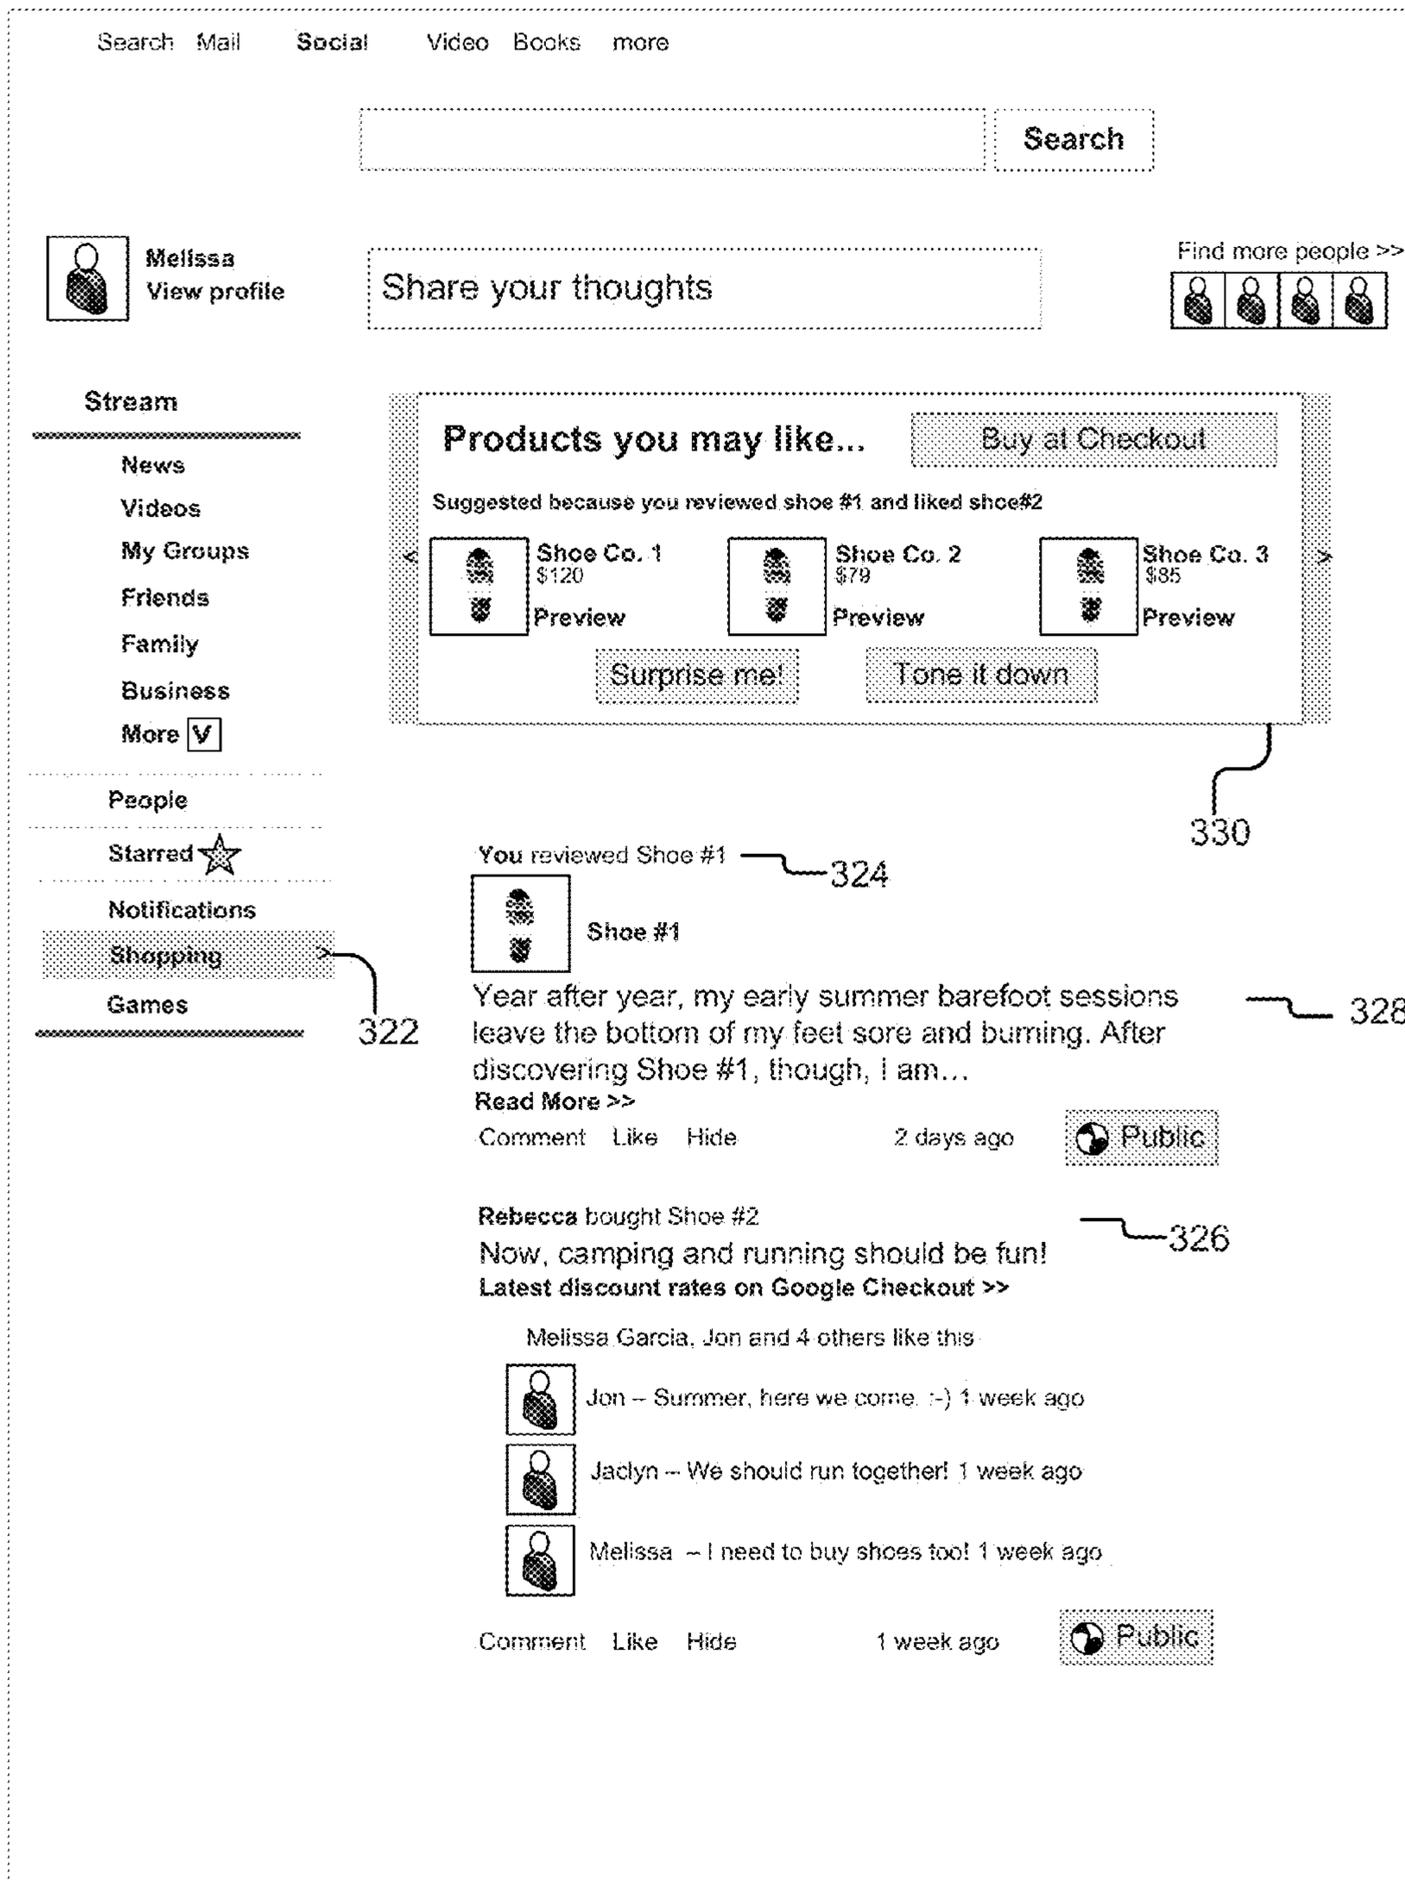 Search Mail Social Video Books more
Search
Melissa
View profile
Share your thoughts
Find more people >>
Stream
News
Videos
My Groups
Friends
Family
Business
More V
People
Starred
Notifications
Shopping >
Games
322
Products you may like... Buy at Checkout
Suggested because you reviewed shoe #1 and liked shoe#2
< Shoe Co. 1 Shoe Co. 2 Shoe Co. 3 >
$120 $79 $85
Preview Preview Preview
Surprise me! Tone it down
330
You reviewed Shoe #1 324
Shoe #1
Year after year, my early summer barefoot sessions 328
leave the bottom of my feet sore and burning. After
discovering Shoe #1, though, I am...
Read More >>
Comment Like Hide 2 days ago Public
Rebecca bought Shoe #2 326
Now, camping and running should be fun!
Latest discount rates on Google Checkout >>
Melissa Garcia, Jon and 4 others like this
Jon – Summer, here we come. :-) 1 week ago
Jaclyn – We should run together! 1 week ago
Melissa – I need to buy shoes too! 1 week ago
Comment Like Hide 1 week ago Public